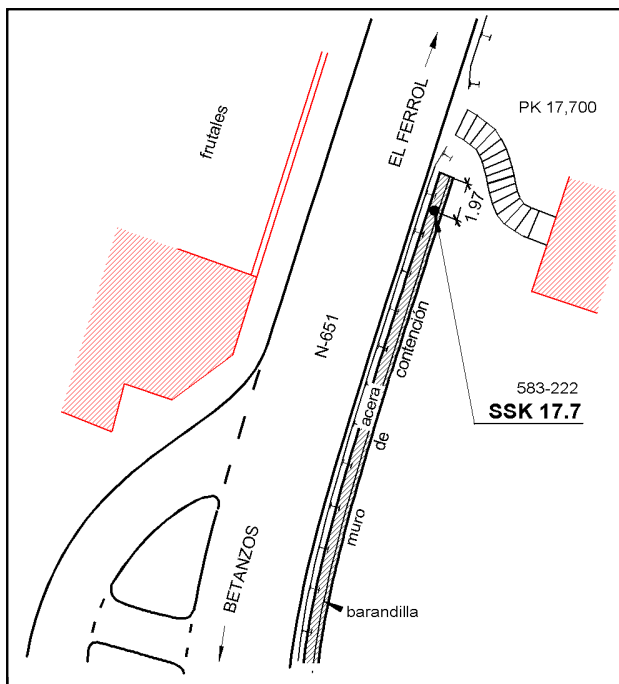 frutales
EL FERROL
PK 17,700
1.97
N-651
583-222
SSK 17.7
acera
muro de contención
BETANZOS
barandilla